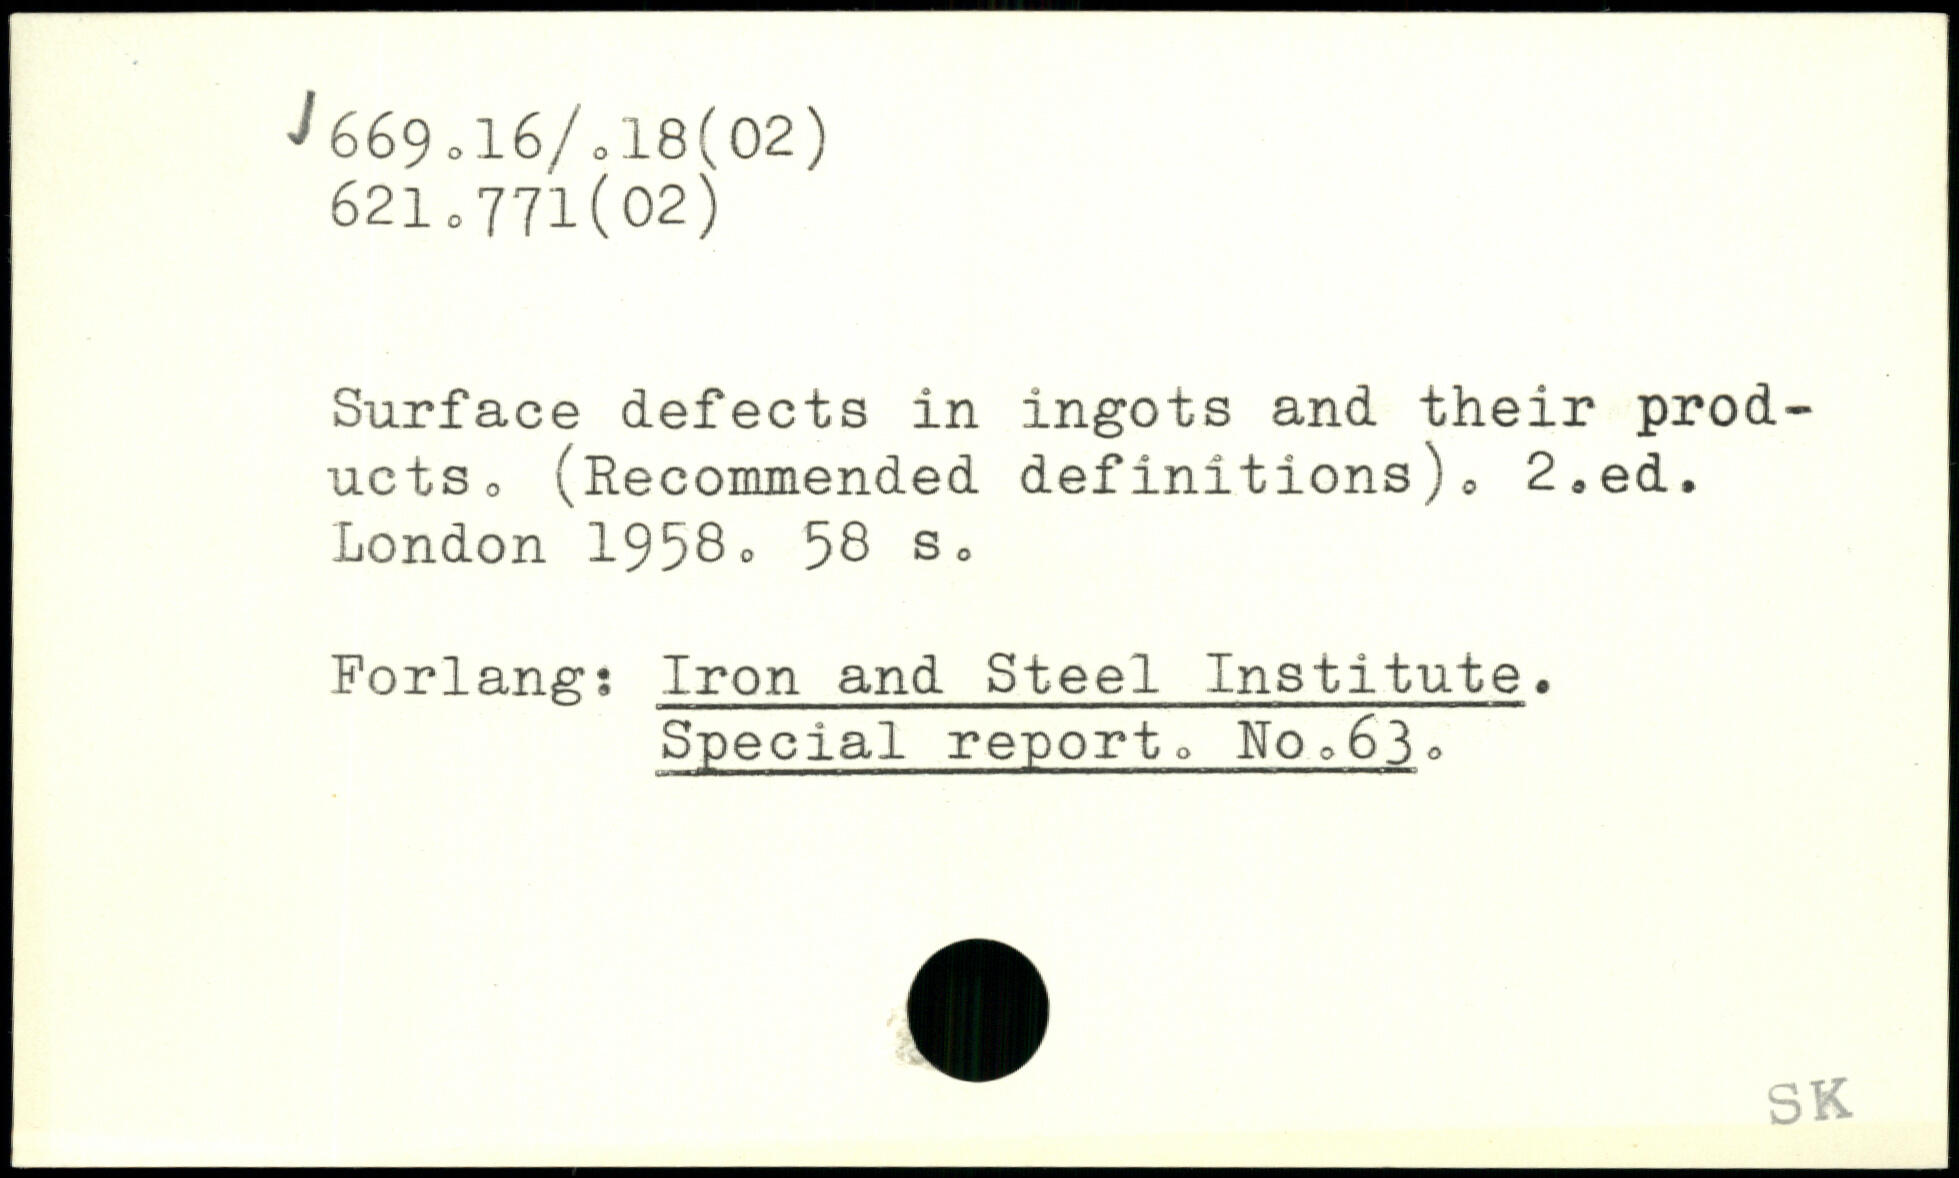 669.16/.18(02)
621.771(02)
Surface defects in ingots and their prod-
ucts. (Recommended definitions). 2.ed.
London 1958. 58 s.
Forlang: Iron and Steel Institute.
Special report. No.63.
SK